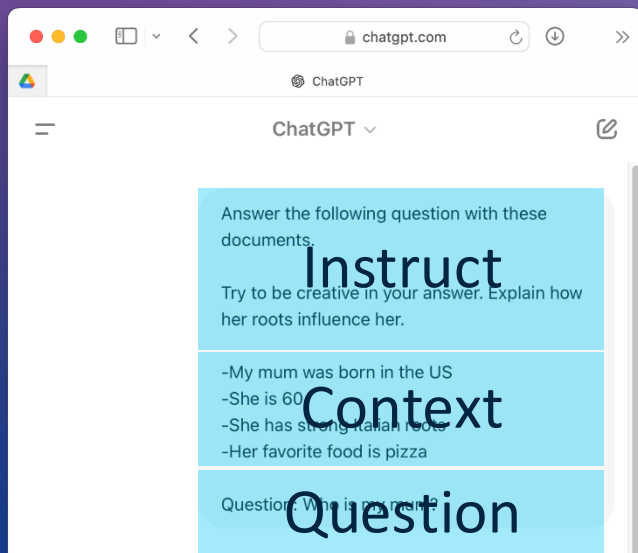 chatgpt.com
ChatGPT
ChatGPT
Answer the following question with these
documents.
Instruct
Try to be creative in your answer. Explain how
her roots influence her.
-My mum was born in the US
-She is 60
Context
-She has strong Italian roots
-Her favorite food is pizza
Question: Who is my mum?
Question